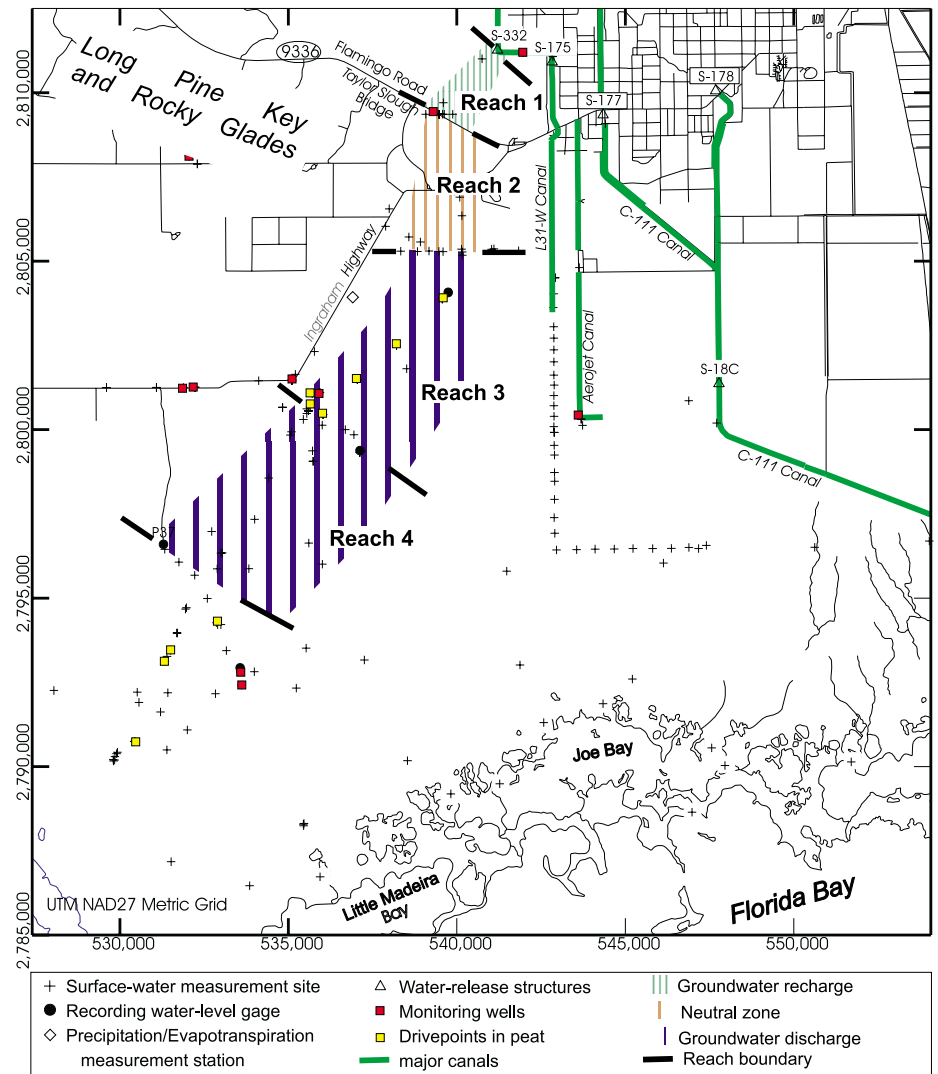 Long Pine Key
and Rocky Glades
9336
Flamingo Road
Taylor Slough
Bridge
S-332
S-175
S-178
S-177
Reach 1
Reach 2
Reach 3
Reach 4
Ingraham Highway
L31-W Canal
Aerojet Canal
C-111 Canal
S-18C
C-111 Canal
P37
Joe Bay
Little Madeira
Bay
Florida Bay
UTM NAD27 Metric Grid
2,810,000
2,805,000
2,800,000
2,795,000
2,790,000
2,785,000
530,000
535,000
540,000
545,000
550,000
Surface-water measurement site
Recording water-level gage
Precipitation/Evapotranspiration
measurement station
Water-release structures
Monitoring wells
Drivepoints in peat
major canals
Groundwater recharge
Neutral zone
Groundwater discharge
Reach boundary